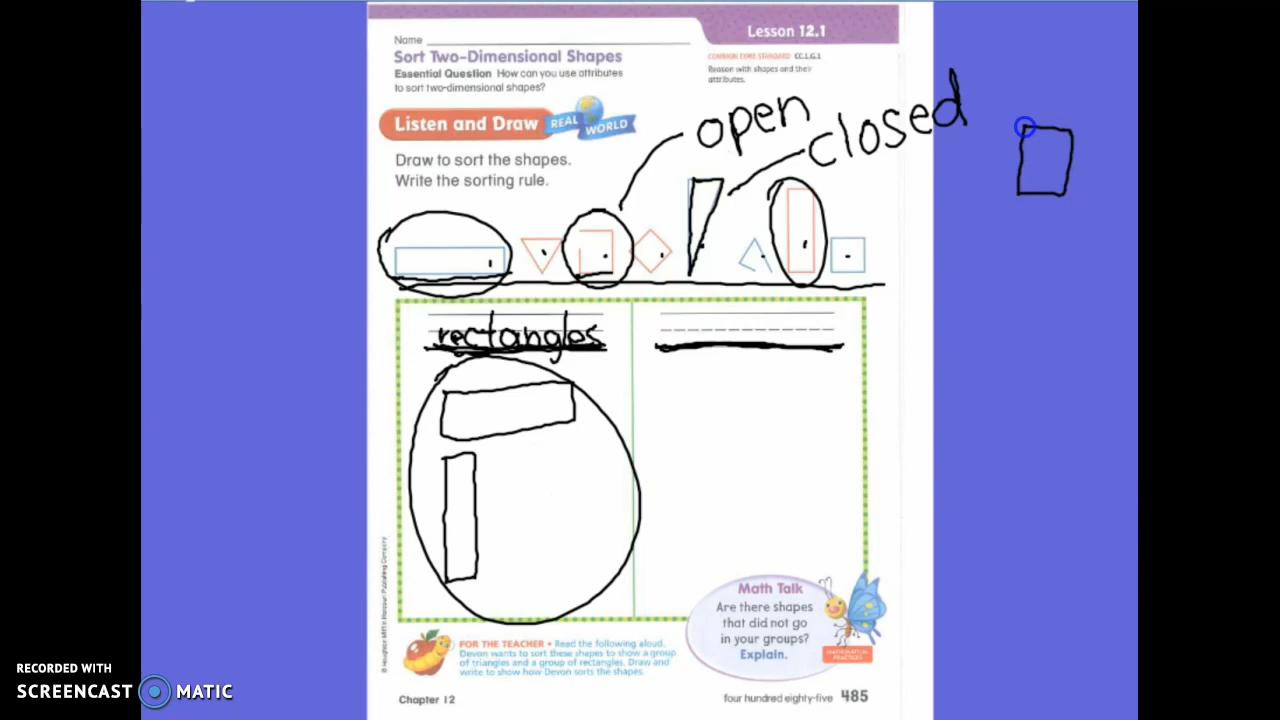 Lesson 12.1
Name
Sort Two-Dimensional Shapes
Essential Question How can you use attributes
to sort two-dimensional shapes?
COMMON CORE STANDARD CC.1.G.1
Reason with shapes and their
attributes.
Listen and Draw REAL WORLD
open
closed
Draw to sort the shapes.
Write the sorting rule.
rectangles
Math Talk
Are there shapes
that did not go
in your groups?
Explain.
MATHEMATICAL
PRACTICES
FOR THE TEACHER • Read the following aloud.
Devon wants to sort these shapes to show a group
of triangles and a group of rectangles. Draw and
write to show how Devon sorts the shapes.
© Houghton Mifflin Harcourt Publishing Company
Chapter 12
four hundred eighty-five 485
RECORDED WITH
SCREENCAST MATIC